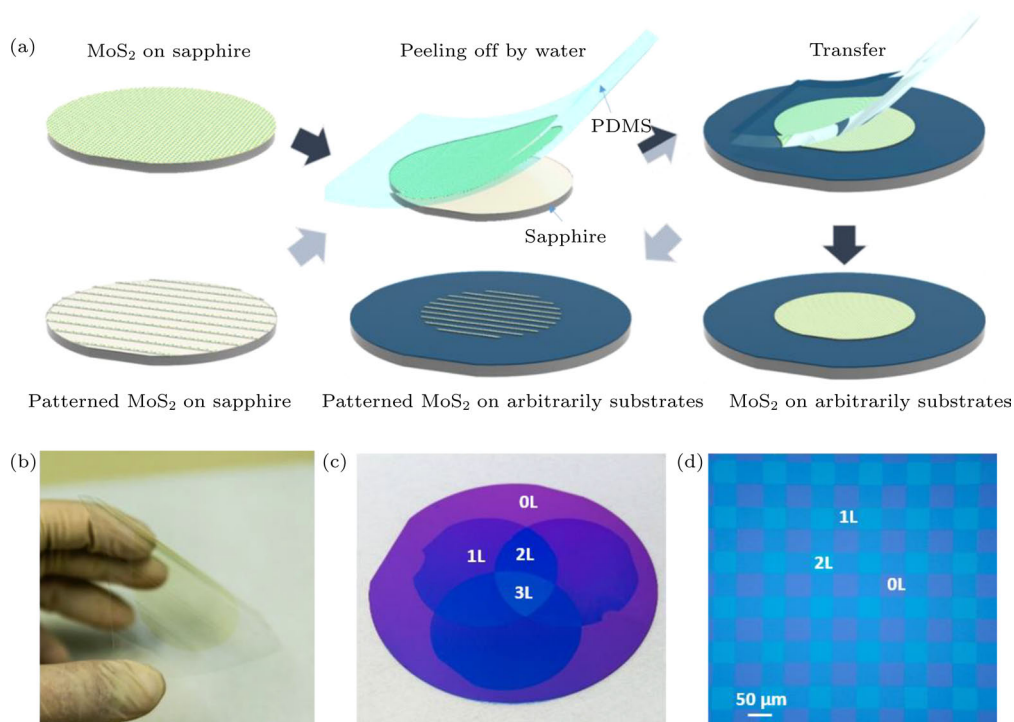 (a)
MoS₂ on sapphire
Peeling off by water
Transfer
PDMS
Sapphire
Patterned MoS₂ on sapphire
Patterned MoS₂ on arbitrarily substrates
MoS₂ on arbitrarily substrates
(b)
(c)
0L
1L
2L
3L
(d)
1L
2L
0L
50 μm